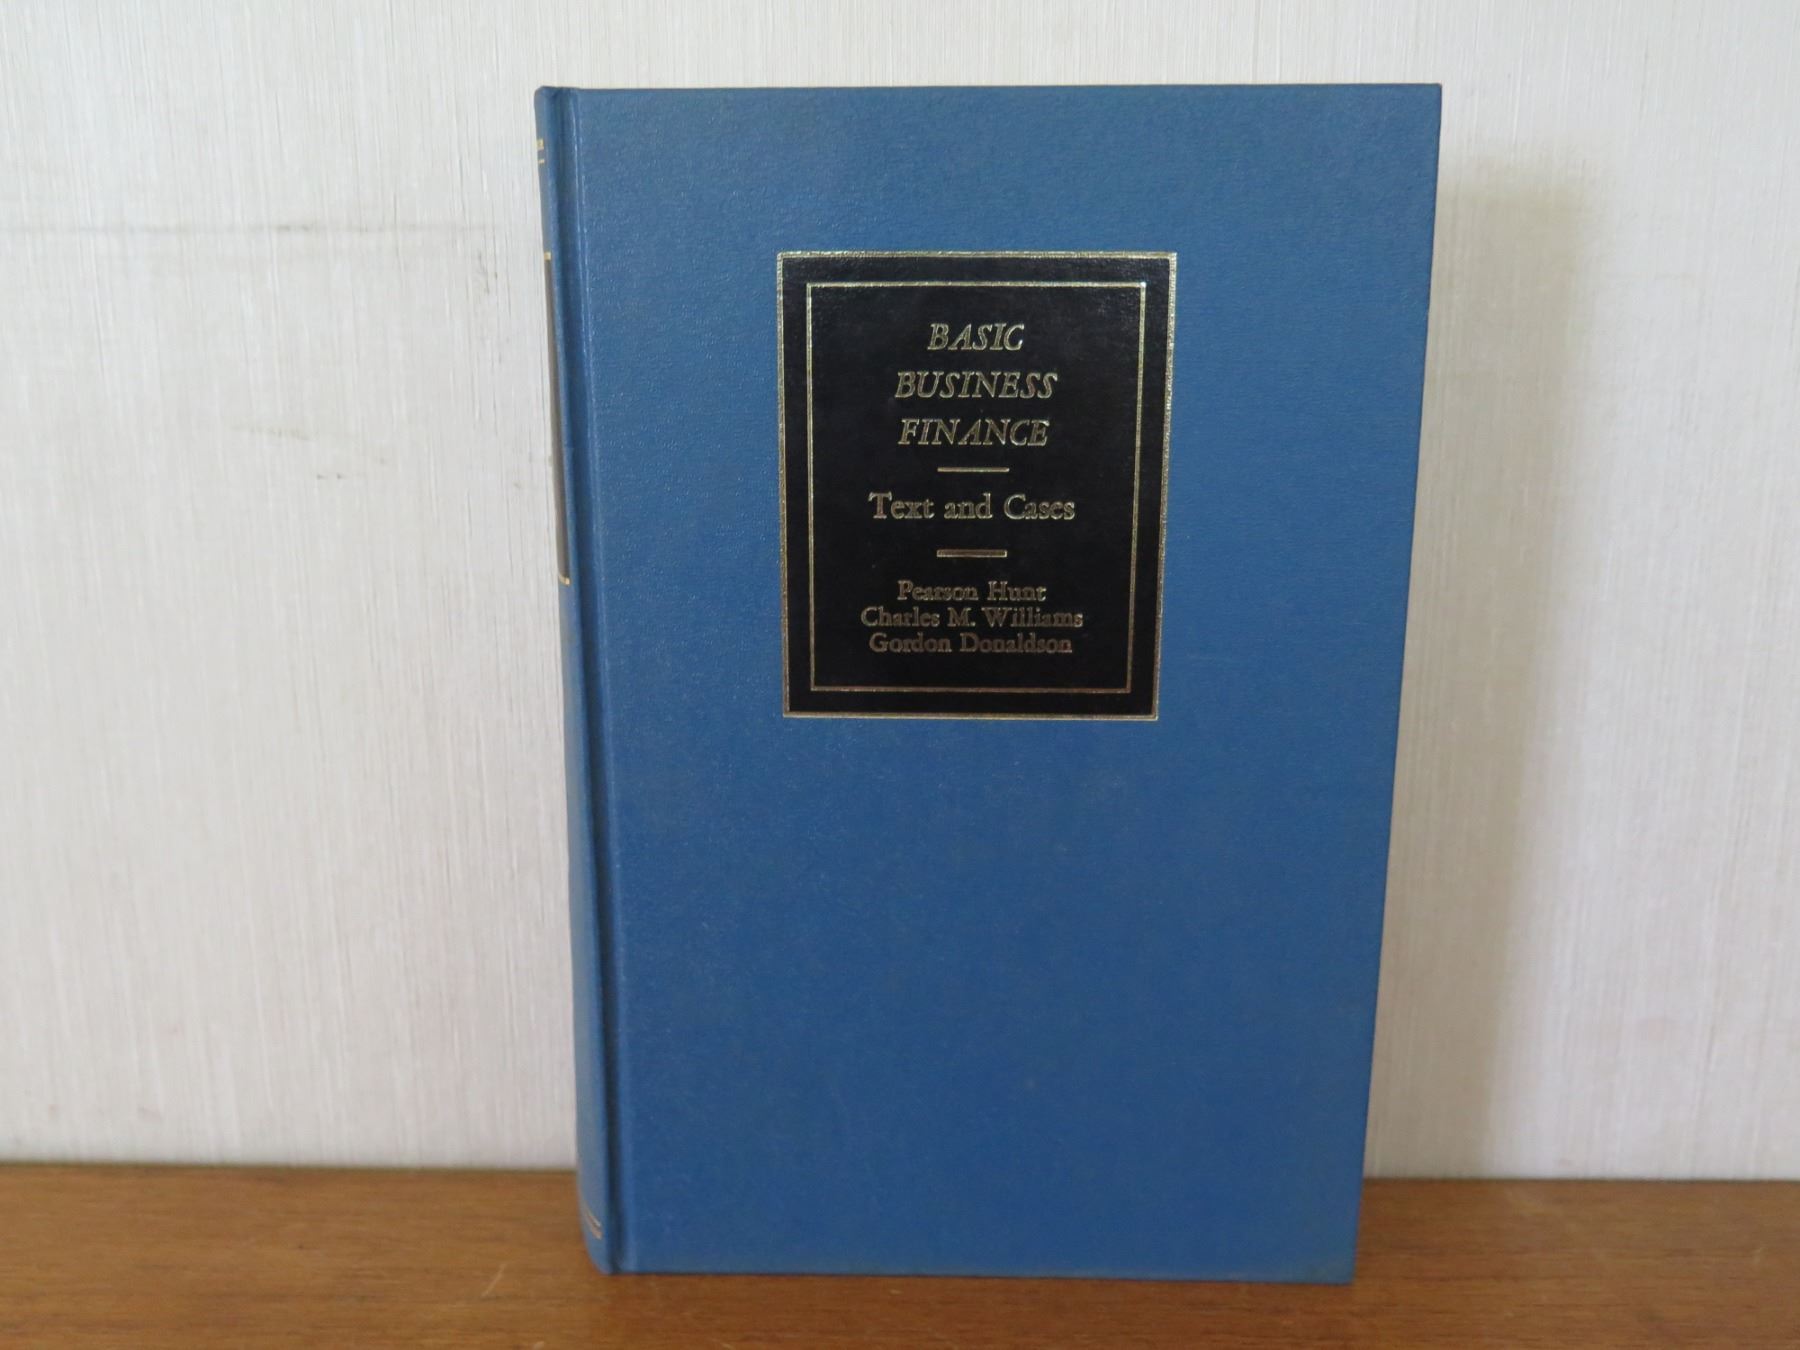 BASIC
BUSINESS
FINANCE
Text and Cases
Pearson Hunt
Charles M. Williams
Gordon Donaldson